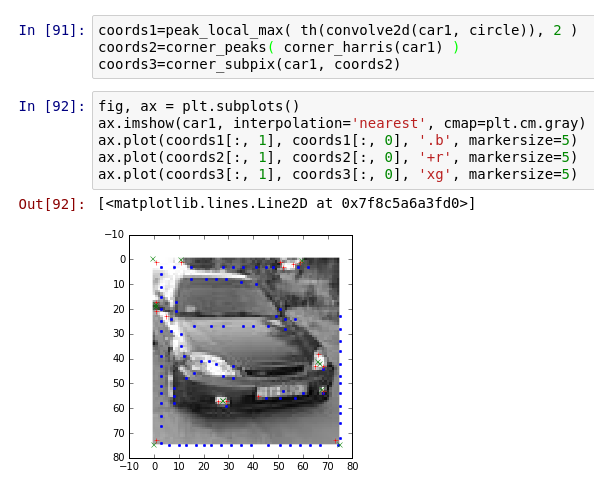 In [91]: coords1=peak_local_max( th(convolve2d(car1, circle)), 2 )
coords2=corner_peaks( corner_harris(car1) )
coords3=corner_subpix(car1, coords2)
In [92]: fig, ax = plt.subplots()
ax.imshow(car1, interpolation='nearest', cmap=plt.cm.gray)
ax.plot(coords1[:, 1], coords1[:, 0], '.b', markersize=5)
ax.plot(coords2[:, 1], coords2[:, 0], '+r', markersize=5)
ax.plot(coords3[:, 1], coords3[:, 0], 'xg', markersize=5)
Out[92]: [<matplotlib.lines.Line2D at 0x7f8c5a6a3fd0>]
−10
0
10
20
30
40
50
60
70
80
−10 0 10 20 30 40 50 60 70 80